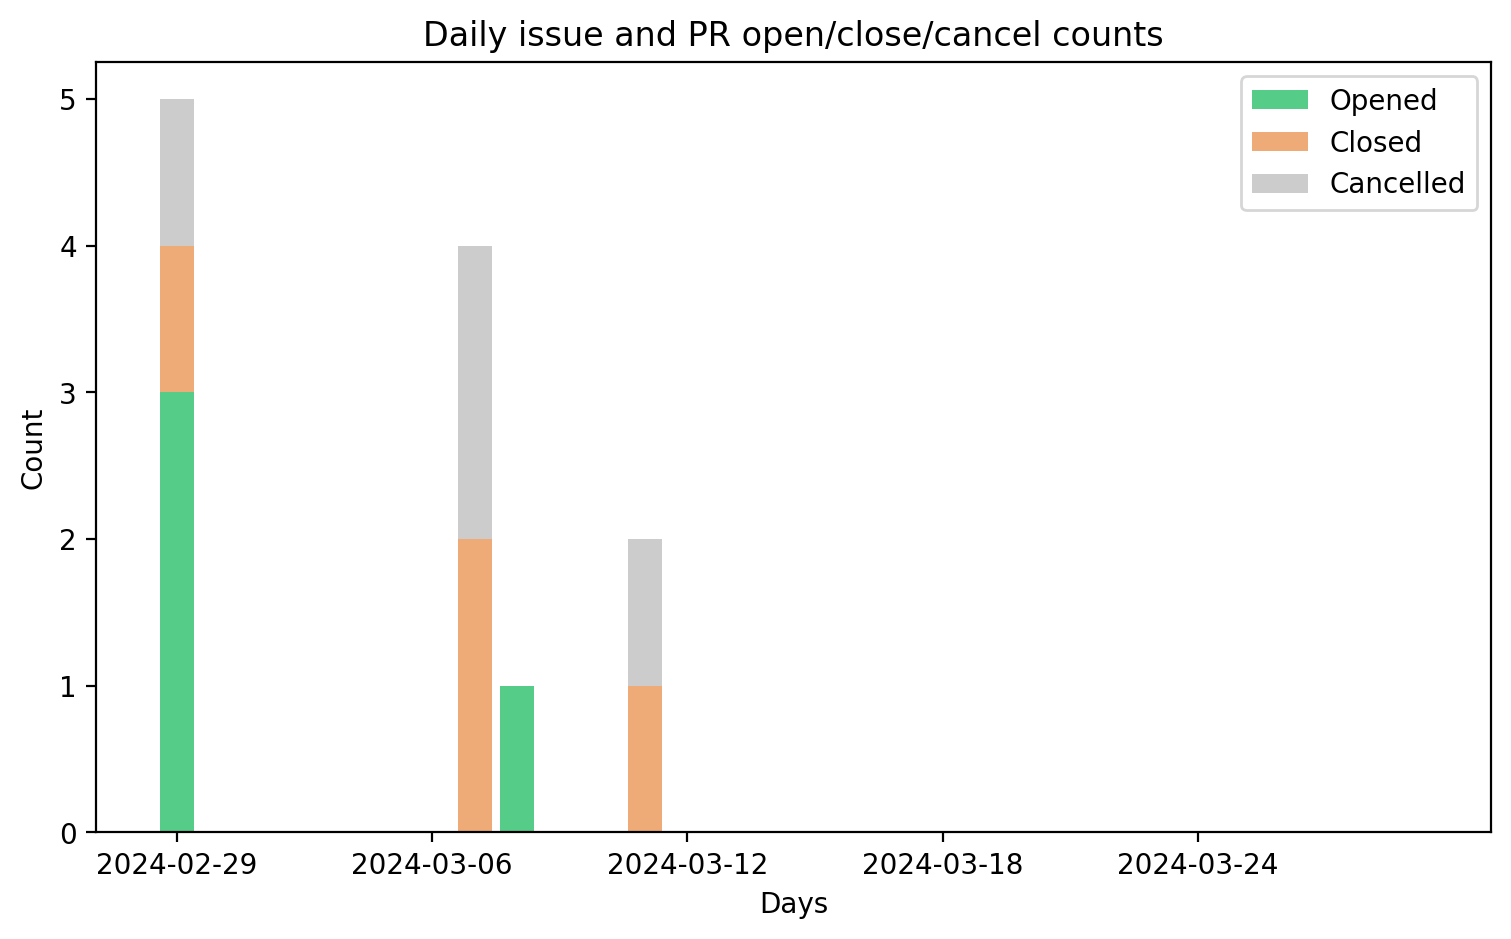 Daily issue and PR open/close/cancel counts
Opened
Closed
Cancelled
5
4
3
2
1
0
Count
2024-02-29
2024-03-06
2024-03-12
2024-03-18
2024-03-24
Days